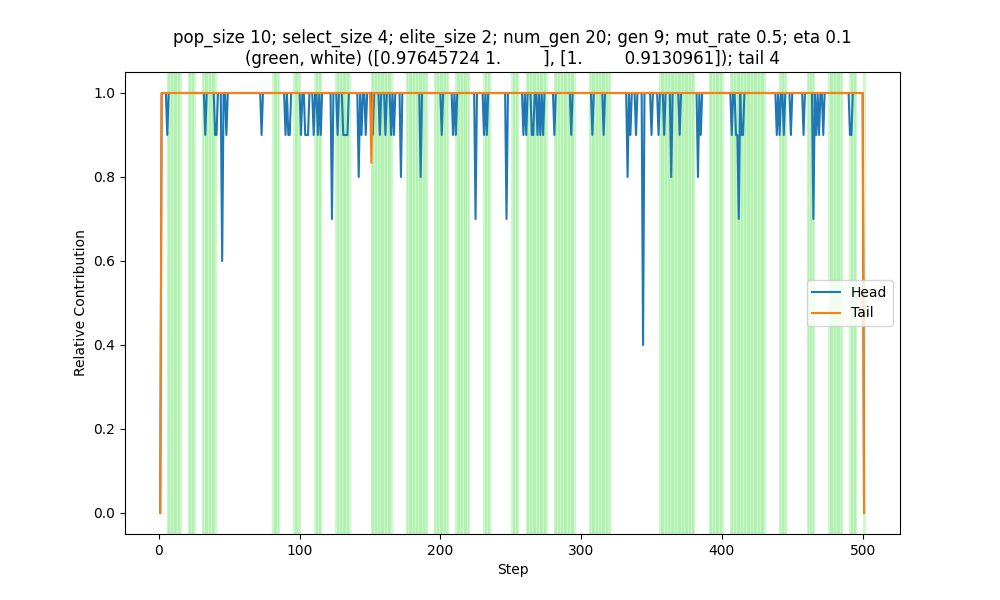 pop_size 10; select_size 4; elite_size 2; num_gen 20; gen 9; mut_rate 0.5; eta 0.1
(green, white) ([0.97645724 1.        ], [1.        0.9130961]); tail 4
1.0
0.8
0.6
0.4
0.2
0.0
Relative Contribution
Head
Tail
0
100
200
300
400
500
Step